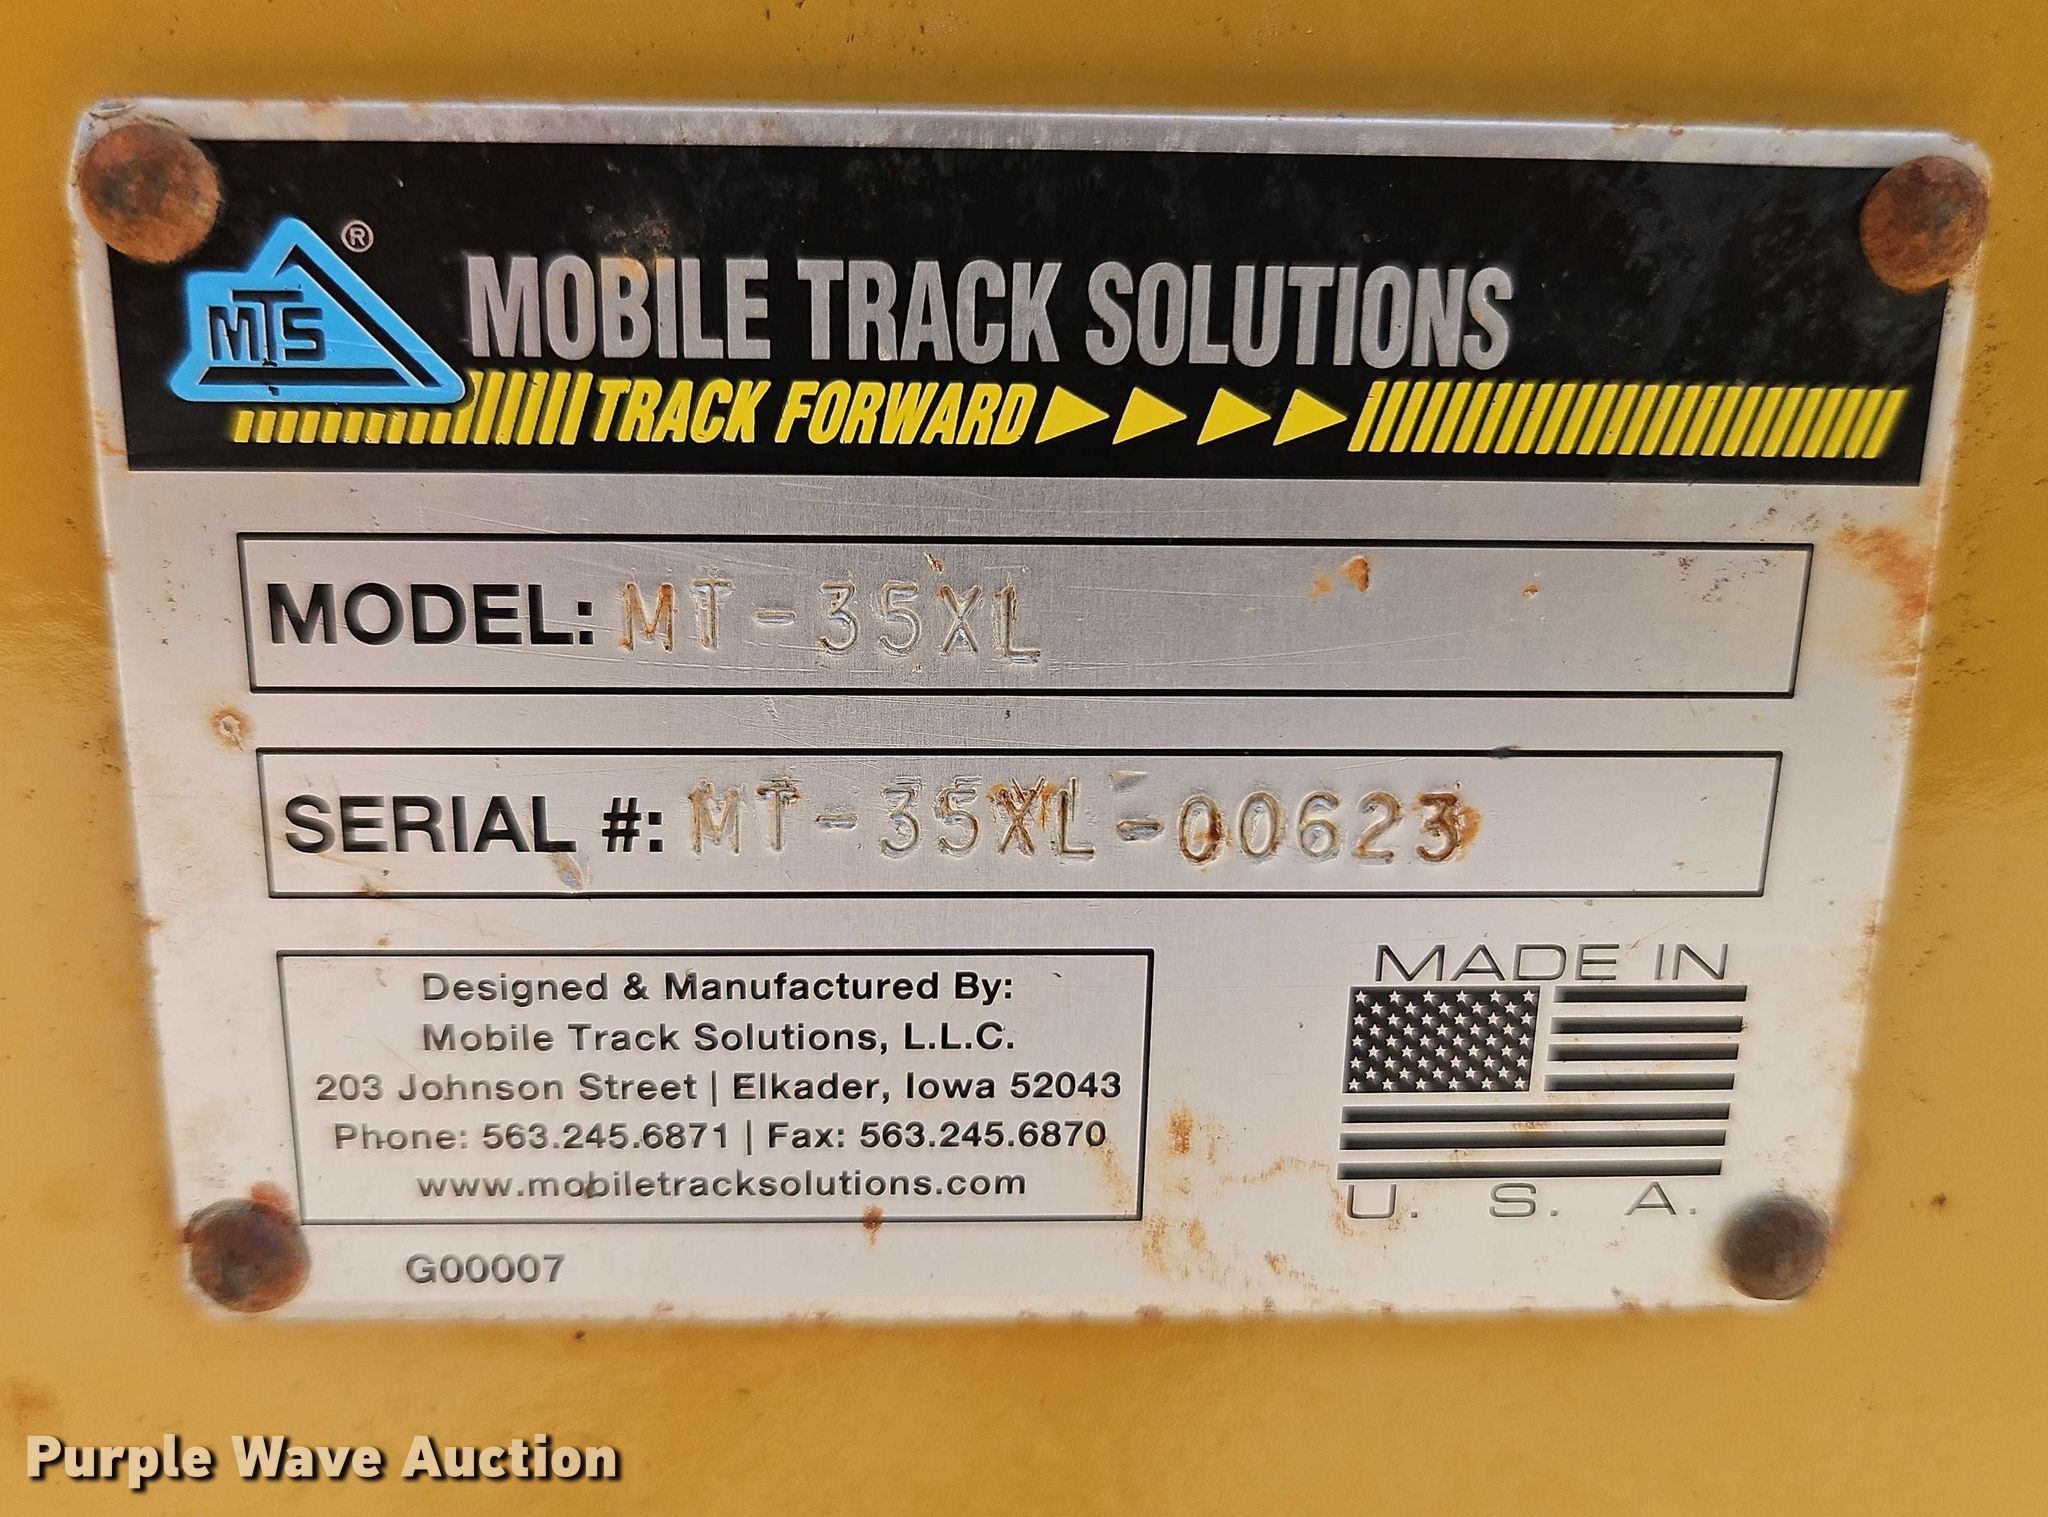 MTS ®
MOBILE TRACK SOLUTIONS
TRACK FORWARD
MODEL: MT-35XL
SERIAL #: MT-35XL-00623
Designed & Manufactured By:
Mobile Track Solutions, L.L.C.
203 Johnson Street | Elkader, Iowa 52043
Phone: 563.245.6871 | Fax: 563.245.6870
www.mobiletracksolutions.com
G00007
MADE IN
U. S. A.
Purple Wave Auction